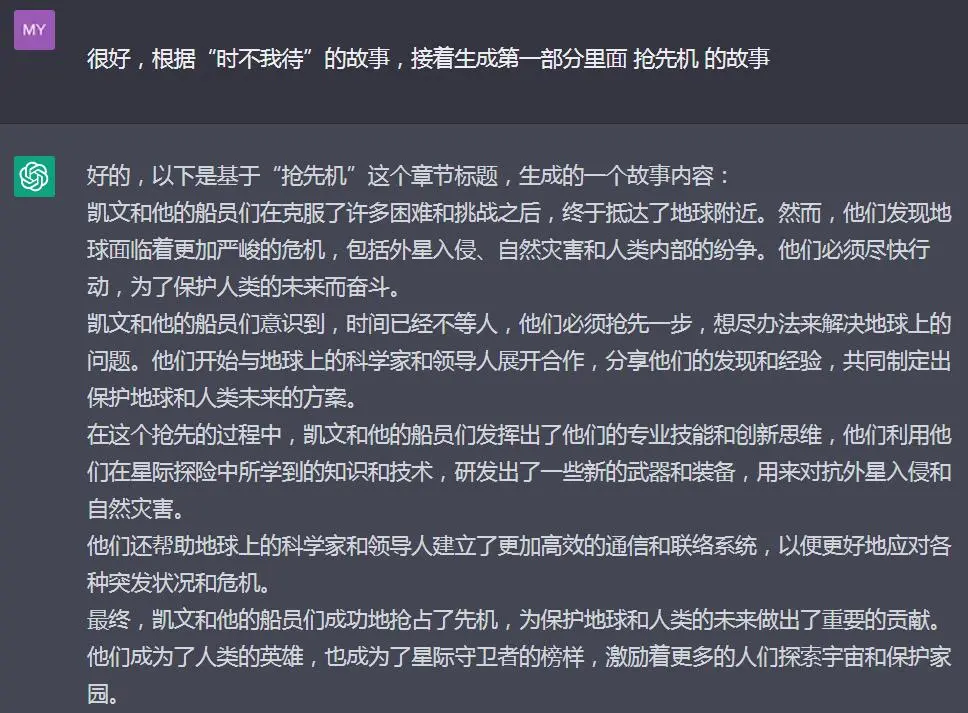 MY
很好，根据“时不我待”的故事，接着生成第一部分里面 抢先机 的故事
好的，以下是基于“抢先机”这个章节标题，生成的一个故事内容：
凯文和他的船员们在克服了许多困难和挑战之后，终于抵达了地球附近。然而，他们发现地
球面临着更加严峻的危机，包括外星入侵、自然灾害和人类内部的纷争。他们必须尽快行
动，为了保护人类的未来而奋斗。
凯文和他的船员们意识到，时间已经不等人，他们必须抢先一步，想尽办法来解决地球上的
问题。他们开始与地球上的科学家和领导人展开合作，分享他们的发现和经验，共同制定出
保护地球和人类未来的方案。
在这个抢先的过程中，凯文和他的船员们发挥出了他们的专业技能和创新思维，他们利用他
们在星际探险中所学到的知识和技术，研发出了一些新的武器和装备，用来对抗外星入侵和
自然灾害。
他们还帮助地球上的科学家和领导人建立了更加高效的通信和联络系统，以便更好地应对各
种突发状况和危机。
最终，凯文和他的船员们成功地抢占了先机，为保护地球和人类的未来做出了重要的贡献。
他们成为了人类的英雄，也成为了星际守卫者的榜样，激励着更多的人们探索宇宙和保护家
园。